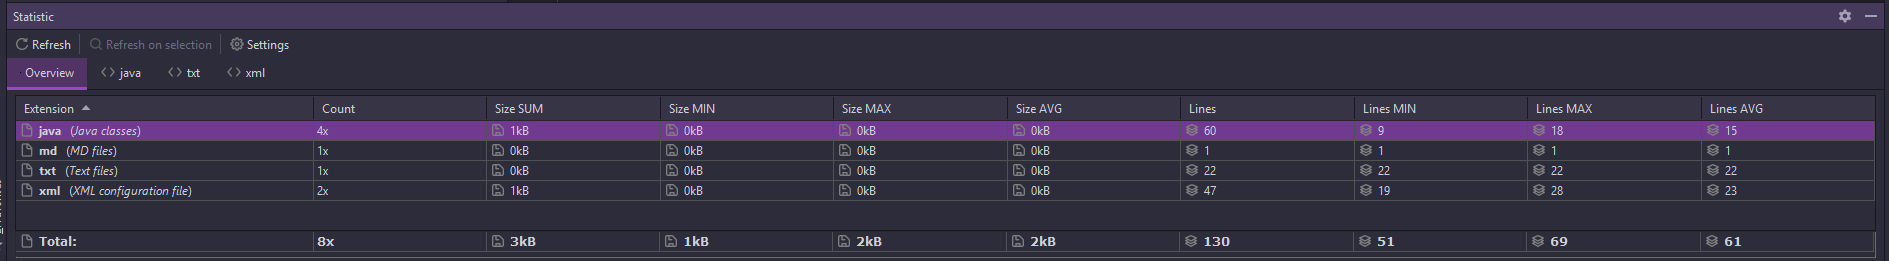 Statistic
Refresh Refresh on selection Settings
Overview java txt xml
Extension Count Size SUM Size MIN Size MAX Size AVG Lines Lines MIN Lines MAX Lines AVG
java (Java classes) 4x 1kB 0kB 0kB 0kB 60 9 18 15
md (MD files) 1x 0kB 0kB 0kB 0kB 1 1 1 1
txt (Text files) 1x 0kB 0kB 0kB 0kB 22 22 22 22
xml (XML configuration file) 2x 1kB 0kB 0kB 0kB 47 19 28 23
Total: 8x 3kB 1kB 2kB 2kB 130 51 69 61